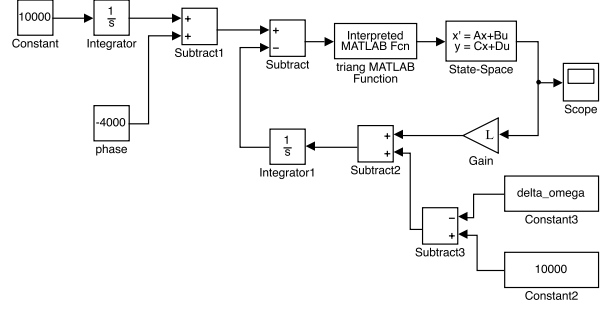 10000
Constant
1
s
Integrator
+
+
Subtract1
-4000
phase
+
−
Subtract
Interpreted
MATLAB Fcn
triang MATLAB
Function
x' = Ax+Bu
y = Cx+Du
State-Space
Scope
L
Gain
+
+
Subtract2
1
s
Integrator1
delta_omega
Constant3
−
+
Subtract3
10000
Constant2